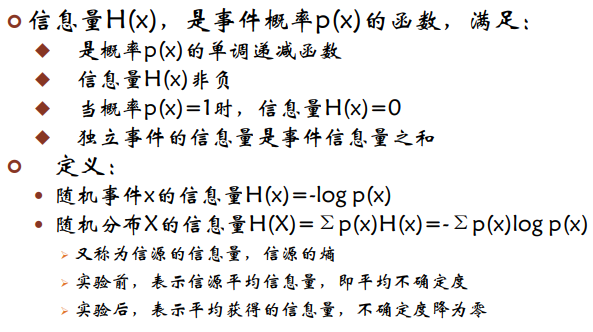 信息量H(x)，是事件概率p(x)的函数，满足：
是概率p(x)的单调递减函数
信息量H(x)非负
当概率p(x)=1时，信息量H(x)=0
独立事件的信息量是事件信息量之和
定义：
随机事件x的信息量H(x)=-log p(x)
随机分布X的信息量H(X)=Σp(x)H(x)=-Σp(x)log p(x)
又称为信源的信息量，信源的熵
实验前，表示信源平均信息量，即平均不确定度
实验后，表示平均获得的信息量，不确定度降为零